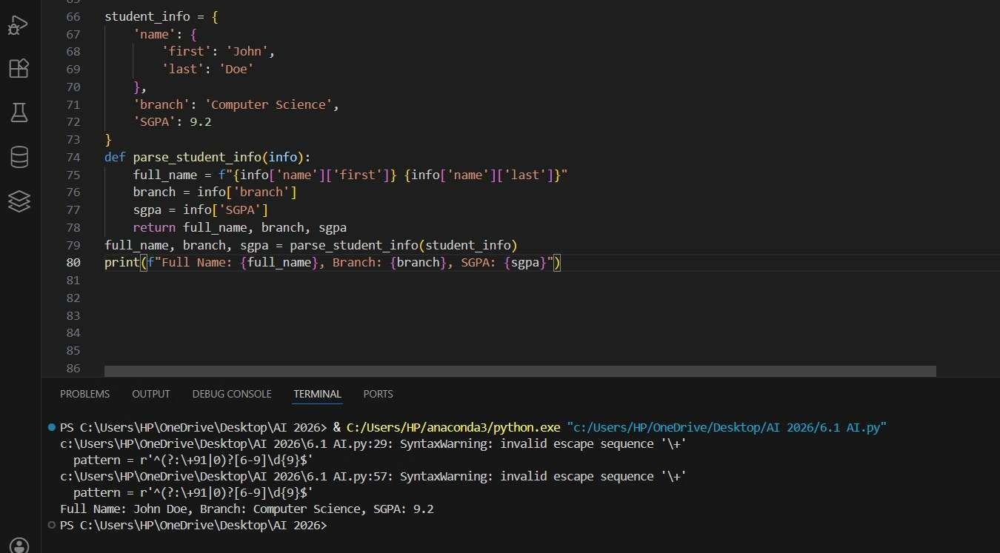 66 student_info = {
67     'name': {
68         'first': 'John',
69         'last': 'Doe'
70     },
71     'branch': 'Computer Science',
72     'SGPA': 9.2
73 }
74 def parse_student_info(info):
75     full_name = f"{info['name']['first']} {info['name']['last']}"
76     branch = info['branch']
77     sgpa = info['SGPA']
78     return full_name, branch, sgpa
79 full_name, branch, sgpa = parse_student_info(student_info)
80 print(f"Full Name: {full_name}, Branch: {branch}, SGPA: {sgpa}")
81
82
83
84
85
86
PROBLEMS OUTPUT DEBUG CONSOLE TERMINAL PORTS
PS C:\Users\HP\OneDrive\Desktop\AI 2026> & C:/Users/HP/anaconda3/python.exe "c:/Users/HP/OneDrive/Desktop/AI 2026/6.1 AI.py"
c:\Users\HP\OneDrive\Desktop\AI 2026\6.1 AI.py:29: SyntaxWarning: invalid escape sequence '\+'
  pattern = r'^(?:\+91|0)?[6-9]\d{9}$'
c:\Users\HP\OneDrive\Desktop\AI 2026\6.1 AI.py:57: SyntaxWarning: invalid escape sequence '\+'
  pattern = r'^(?:\+91|0)?[6-9]\d{9}$'
Full Name: John Doe, Branch: Computer Science, SGPA: 9.2
PS C:\Users\HP\OneDrive\Desktop\AI 2026>